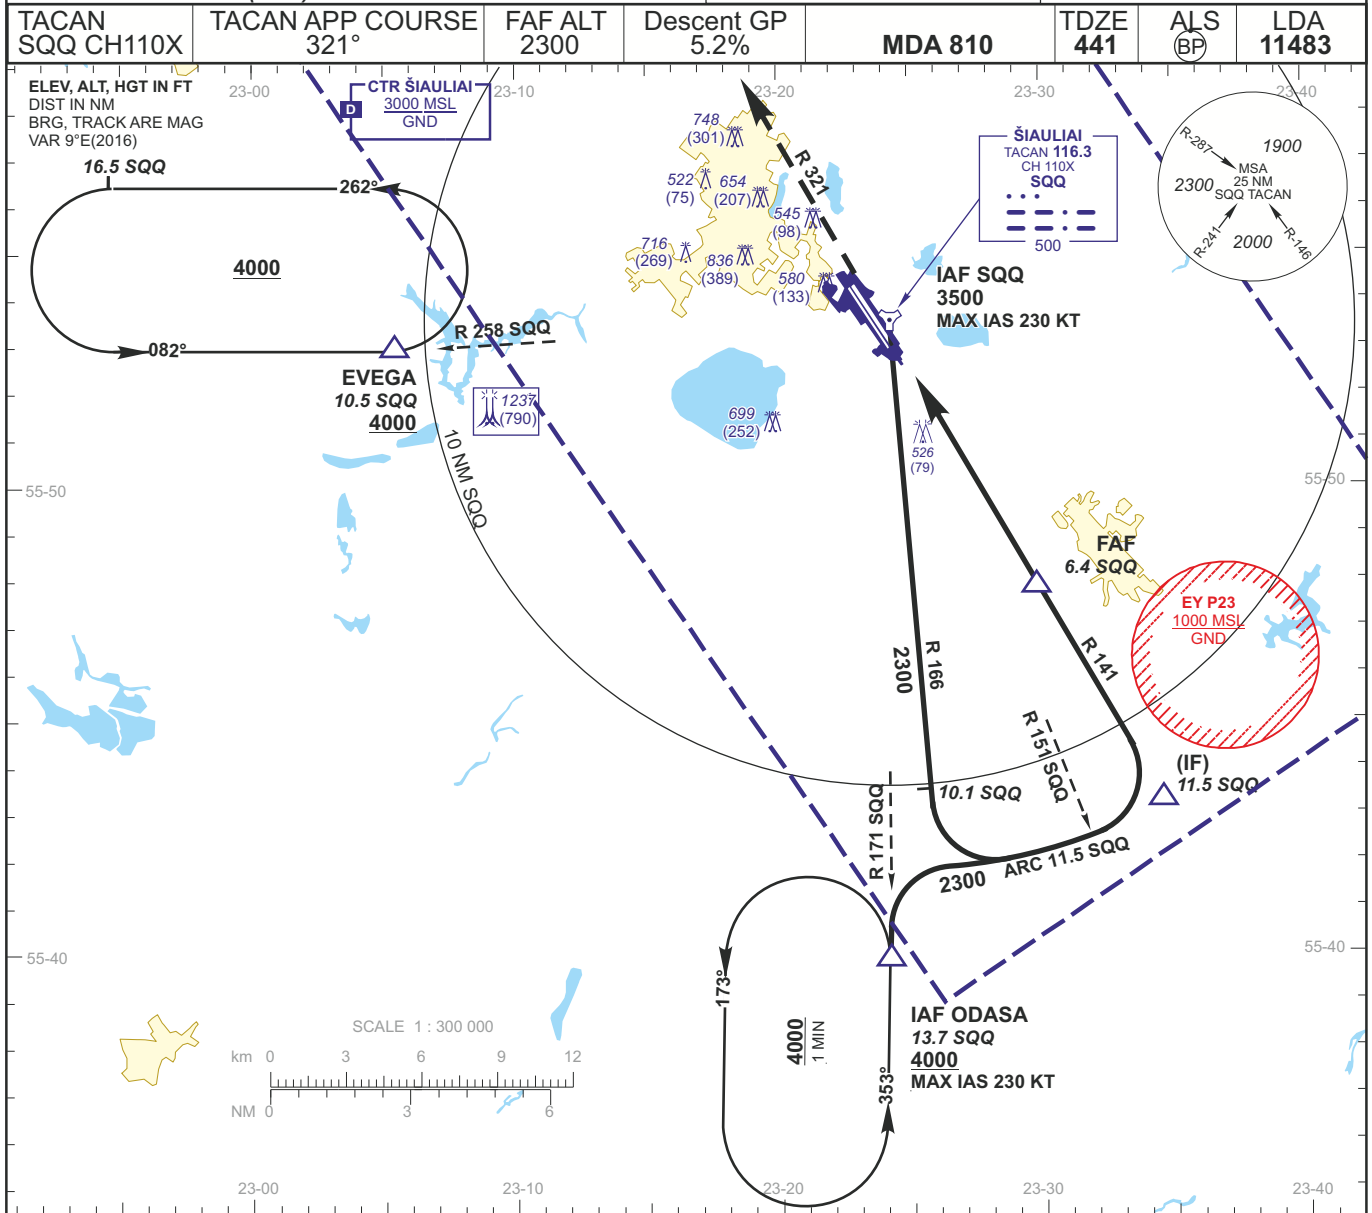 TACAN
SQQ CH110X
TACAN APP COURSE
321°
FAF ALT
2300
Descent GP
5.2%
MDA 810
TDZE
441
ALS
BP
LDA
11483
ELEV, ALT, HGT IN FT
DIST IN NM
BRG, TRACK ARE MAG
VAR 9°E(2016)
23-00
23-10
23-20
23-30
23-40
D
CTR ŠIAULIAI
3000 MSL
GND
16.5 SQQ
262°
4000
082°
EVEGA
10.5 SQQ
4000
R 258 SQQ
1237
(790)
10 NM SQQ
748
(301)
522
(75)
654
(207)
545
(98)
716
(269)
836
(389)
580
(133)
699
(252)
526
(79)
R 321
ŠIAULIAI
TACAN 116.3
CH 110X
SQQ
500
IAF SQQ
3500
MAX IAS 230 KT
R-287
1900
MSA
25 NM
SQQ TACAN
2300
R-241
R-146
2000
55-50
55-50
FAF
6.4 SQQ
EY P23
1000 MSL
GND
R 166
2300
R 141
R 151 SQQ
(IF)
11.5 SQQ
10.1 SQQ
R 171 SQQ
ARC 11.5 SQQ
2300
55-40
55-40
173°
4000
1 MIN
353°
IAF ODASA
13.7 SQQ
4000
MAX IAS 230 KT
SCALE 1 : 300 000
km 0 3 6 9 12
NM 0 3 6
23-00
23-10
23-20
23-30
23-40